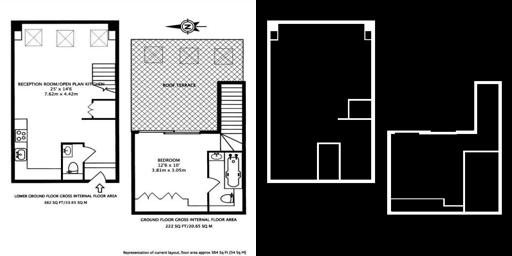 RECEPTION ROOM/OPEN PLAN KITCHEN
25' x 14'6
7.62m x 4.42m
ROOF TERRACE
BEDROOM
12'6 x 10'
3.81m x 3.05m
LOWER GROUND FLOOR GROSS INTERNAL FLOOR AREA
362 SQ FT/33.65 SQ M
GROUND FLOOR GROSS INTERNAL FLOOR AREA
222 SQ FT/20.65 SQ M
Representation of current layout, floor area approx. 584 Sq Ft (54 Sq M)